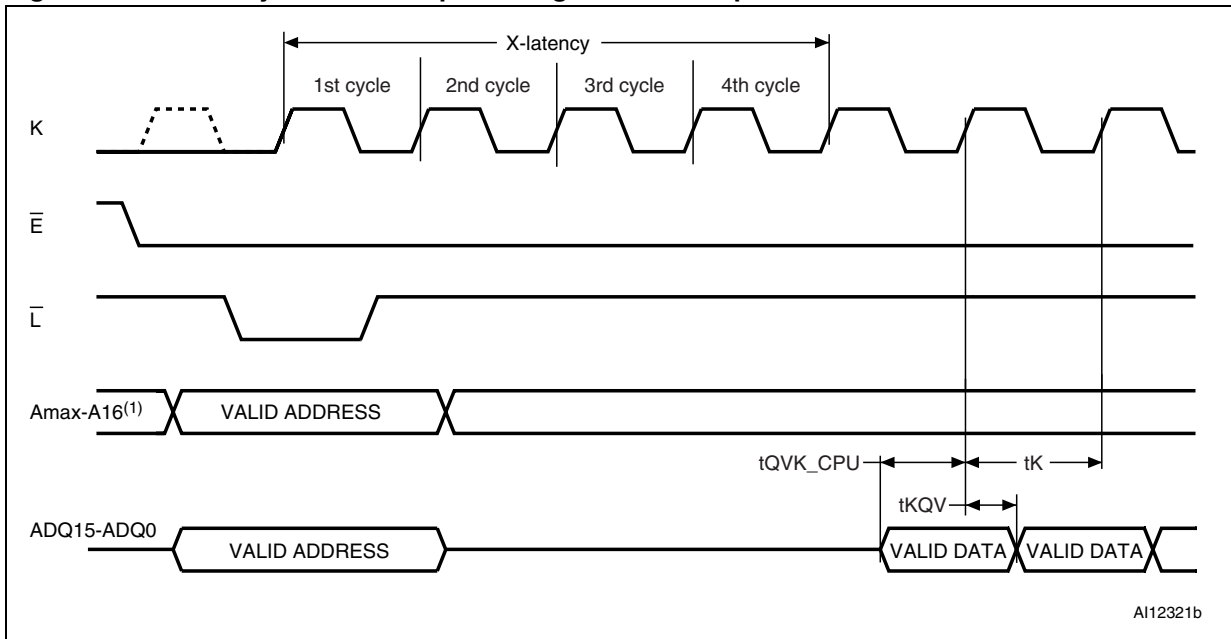 X-latency
1st cycle 2nd cycle 3rd cycle 4th cycle
K
E
L
Amax-A16(1) VALID ADDRESS
tQVK_CPU tK
tKQV
ADQ15-ADQ0
VALID ADDRESS VALID DATA VALID DATA
AI12321b